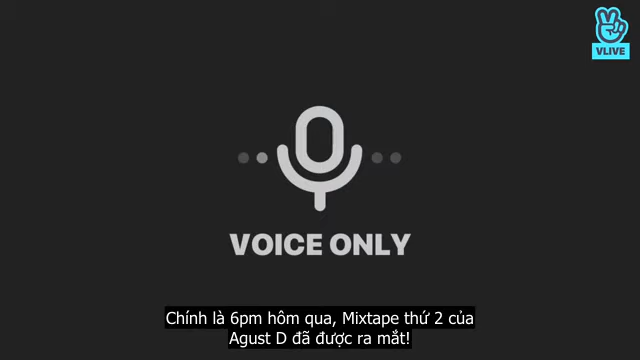 VLIVE
VOICE ONLY
Chính là 6pm hôm qua, Mixtape thứ 2 của
Agust D đã được ra mắt!